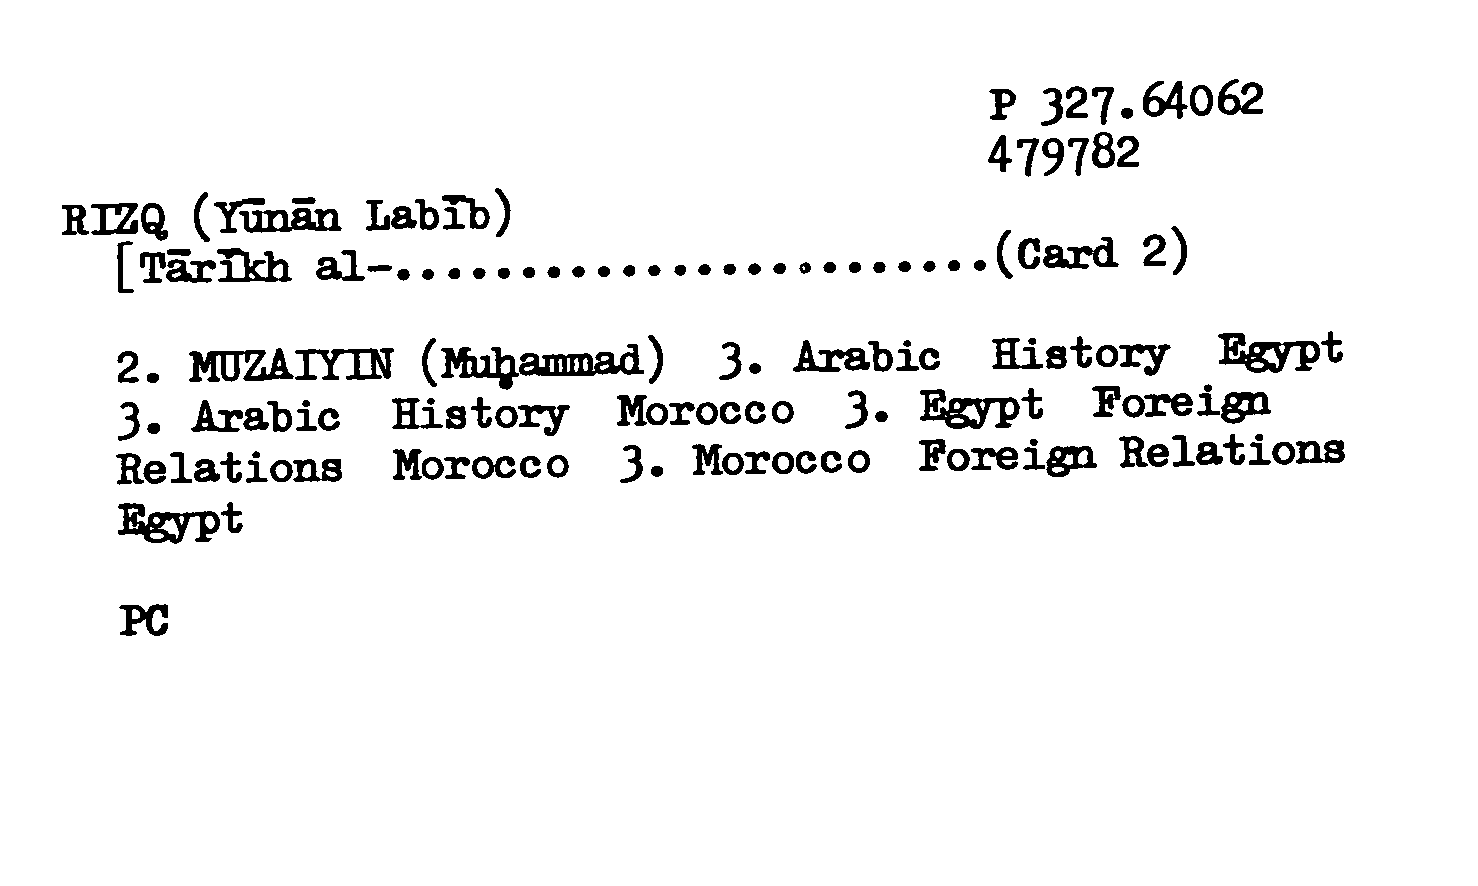 P 327.64062
479782
RIZQ (Yūnān Labīb)
[Tārīkh al-........................(Card 2)
2. MUZAIYIN (Muḥammad) 3. Arabic History Egypt
3. Arabic History Morocco 3. Egypt Foreign
Relations Morocco 3. Morocco Foreign Relations
Egypt
PC